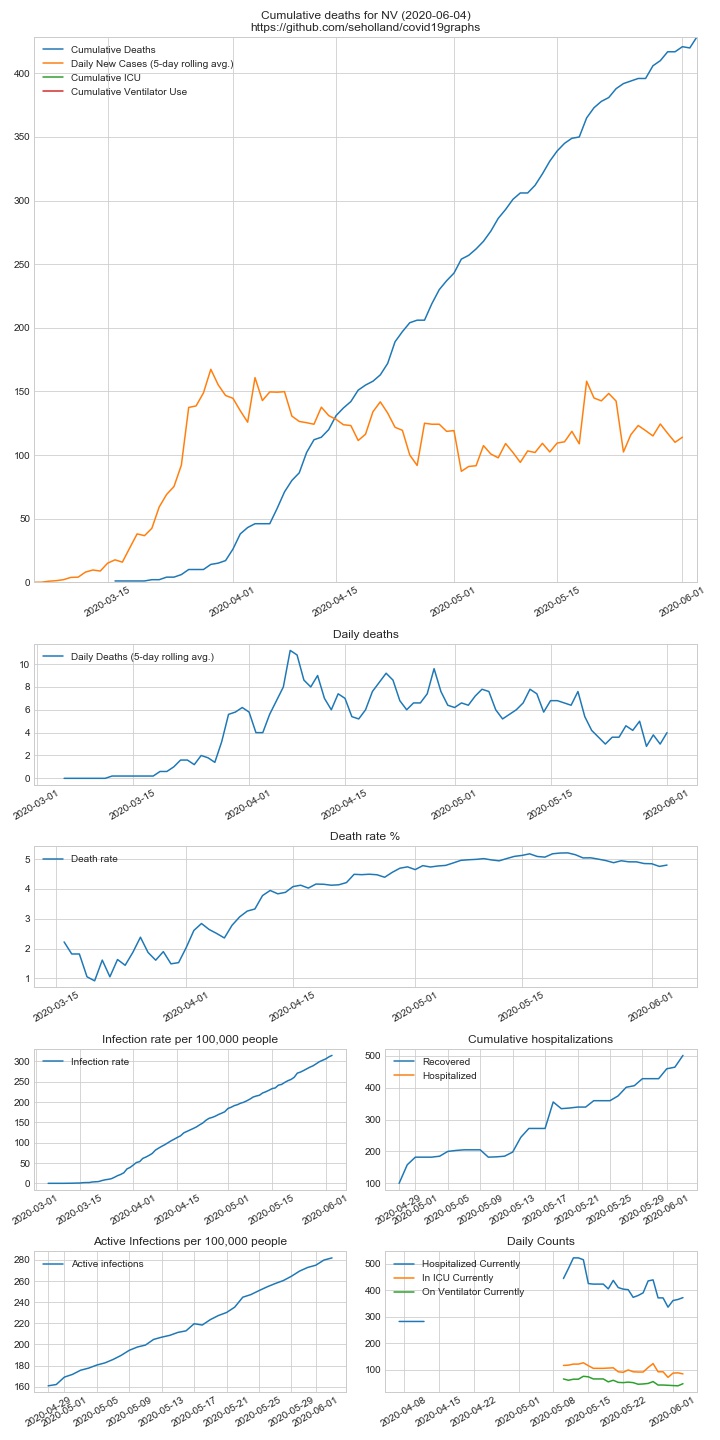 Cumulative deaths for NV (2020-06-04)
https://github.com/seholland/covid19graphs
Cumulative Deaths
Daily New Cases (5-day rolling avg.)
Cumulative ICU
Cumulative Ventilator Use
400
350
300
250
200
150
100
50
0
2020-03-15 2020-04-01 2020-04-15 2020-05-01 2020-05-15 2020-06-01
Daily deaths
Daily Deaths (5-day rolling avg.)
10
8
6
4
2
0
2020-03-01 2020-03-15 2020-04-01 2020-04-15 2020-05-01 2020-05-15 2020-06-01
Death rate %
Death rate
5
4
3
2
1
2020-03-15 2020-04-01 2020-04-15 2020-05-01 2020-05-15 2020-06-01
Infection rate per 100,000 people
Infection rate
300
250
200
150
100
50
0
2020-03-01 2020-03-15 2020-04-01 2020-04-15 2020-05-01 2020-05-15 2020-06-01
Cumulative hospitalizations
Recovered
Hospitalized
500
400
300
200
100
2020-04-29 2020-05-01 2020-05-05 2020-05-09 2020-05-13 2020-05-17 2020-05-21 2020-05-25 2020-05-29 2020-06-01
Active Infections per 100,000 people
Active infections
280
260
240
220
200
180
160
2020-04-29 2020-05-01 2020-05-05 2020-05-09 2020-05-13 2020-05-17 2020-05-21 2020-05-25 2020-05-29 2020-06-01
Daily Counts
Hospitalized Currently
In ICU Currently
On Ventilator Currently
500
400
300
200
100
2020-04-08 2020-04-15 2020-04-22 2020-05-01 2020-05-08 2020-05-15 2020-05-22 2020-06-01